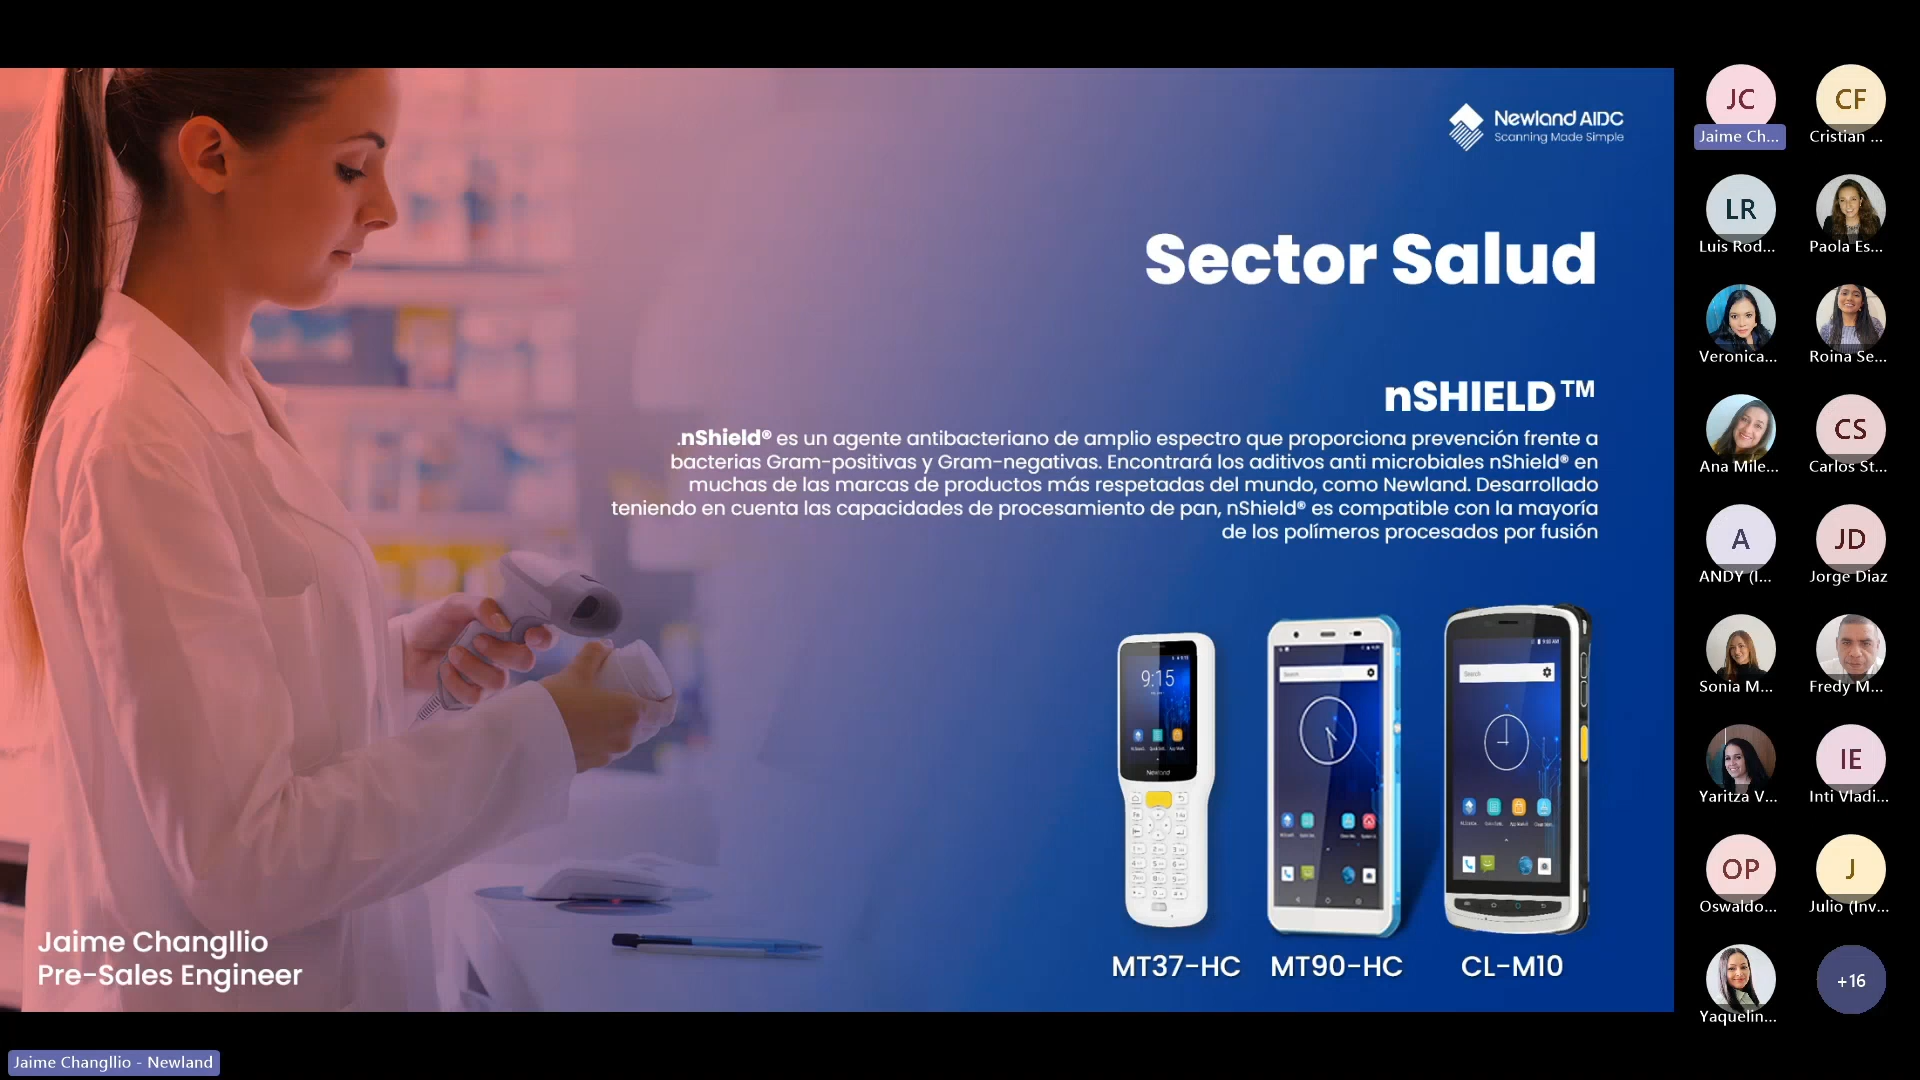 Newland AIDC
Scanning Made Simple
Sector Salud
nSHIELD™
.nShield® es un agente antibacteriano de amplio espectro que proporciona prevención frente a
bacterias Gram-positivas y Gram-negativas. Encontrará los aditivos anti microbiales nShield® en
muchas de las marcas de productos más respetadas del mundo, como Newland. Desarrollado
teniendo en cuenta las capacidades de procesamiento de pan, nShield® es compatible con la mayoría
de los polímeros procesados por fusión
9:15
Newland
Search
Search
MT37-HC
MT90-HC
CL-M10
Jaime Changllio
Pre-Sales Engineer
Jaime Changllio - Newland
JC
Jaime Ch...
CF
Cristian ...
LR
Luis Rod...
Paola Es...
Veronica...
Roina Se...
Ana Mile...
CS
Carlos St...
A
ANDY (I...
JD
Jorge Diaz
Sonia M...
Fredy M...
Yaritza V...
IE
Inti Vladi...
OP
Oswaldo...
J
Julio (Inv...
Yaquelin...
+16